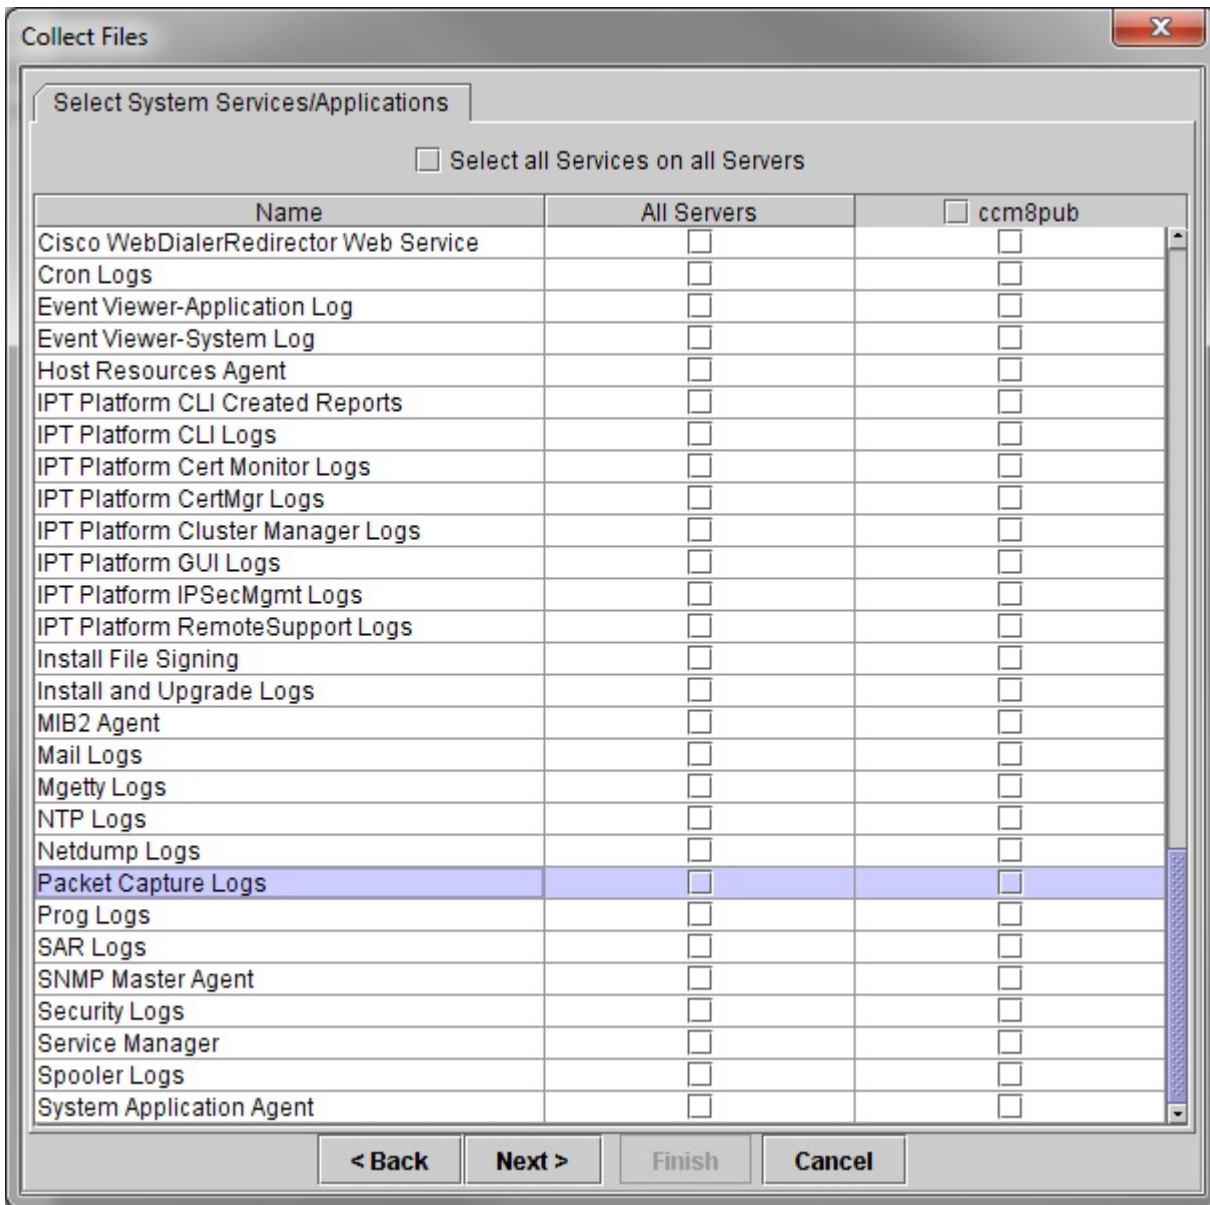 Collect Files
Select System Services/Applications
Select all Services on all Servers
Name All Servers ccm8pub
Cisco WebDialerRedirector Web Service
Cron Logs
Event Viewer-Application Log
Event Viewer-System Log
Host Resources Agent
IPT Platform CLI Created Reports
IPT Platform CLI Logs
IPT Platform Cert Monitor Logs
IPT Platform CertMgr Logs
IPT Platform Cluster Manager Logs
IPT Platform GUI Logs
IPT Platform IPSecMgmt Logs
IPT Platform RemoteSupport Logs
Install File Signing
Install and Upgrade Logs
MIB2 Agent
Mail Logs
Mgetty Logs
NTP Logs
Netdump Logs
Packet Capture Logs
Prog Logs
SAR Logs
SNMP Master Agent
Security Logs
Service Manager
Spooler Logs
System Application Agent
< Back Next > Finish Cancel